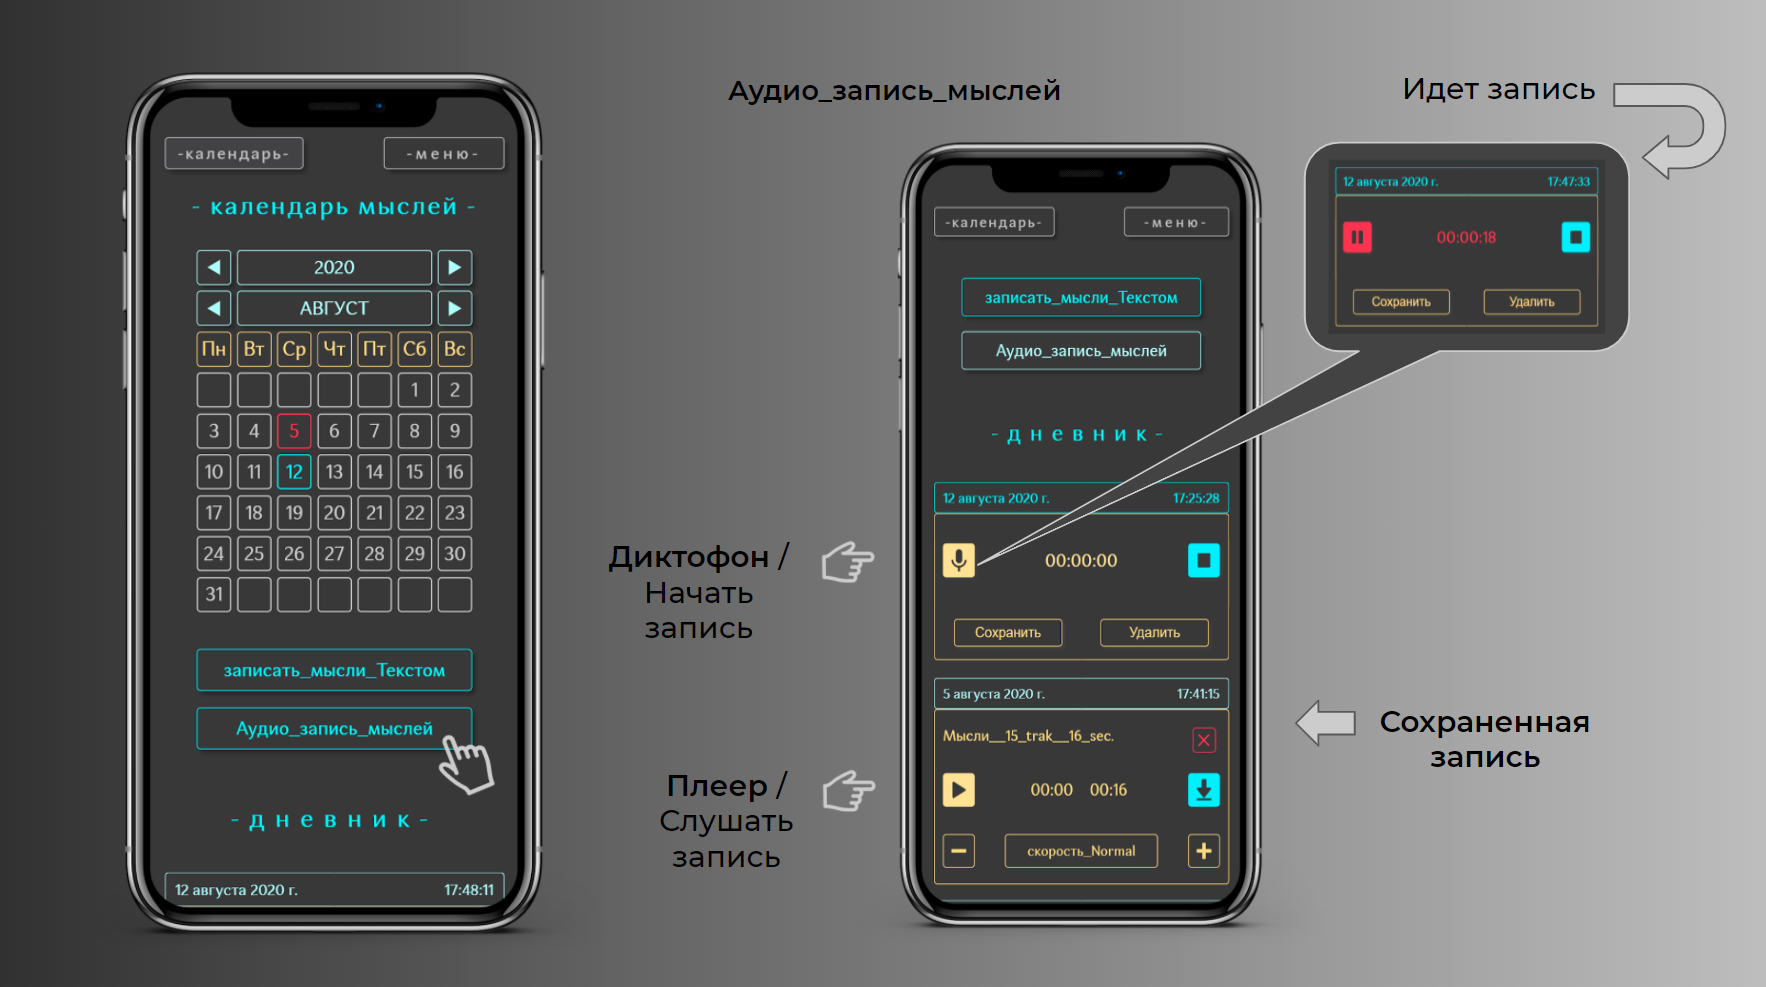 -календарь-
-меню-
- календарь мыслей -
2020
АВГУСТ
Пн Вт Ср Чт Пт Сб Вс
1 2
3 4 5 6 7 8 9
10 11 12 13 14 15 16
17 18 19 20 21 22 23
24 25 26 27 28 29 30
31
записать_мысли_Текстом
Аудио_запись_мыслей
- дневник -
12 августа 2020 г. 17:48:11
Аудио_запись_мыслей
Диктофон /
Начать
запись
Плеер /
Слушать
запись
-календарь-
-меню-
записать_мысли_Текстом
Аудио_запись_мыслей
- дневник -
12 августа 2020 г. 17:25:28
00:00:00
Сохранить
Удалить
5 августа 2020 г. 17:41:15
Мысли__15_trak__16_sec.
00:00 00:16
скорость_Normal
Идет запись
12 августа 2020 г. 17:47:33
00:00:18
Сохранить
Удалить
Сохраненная
запись